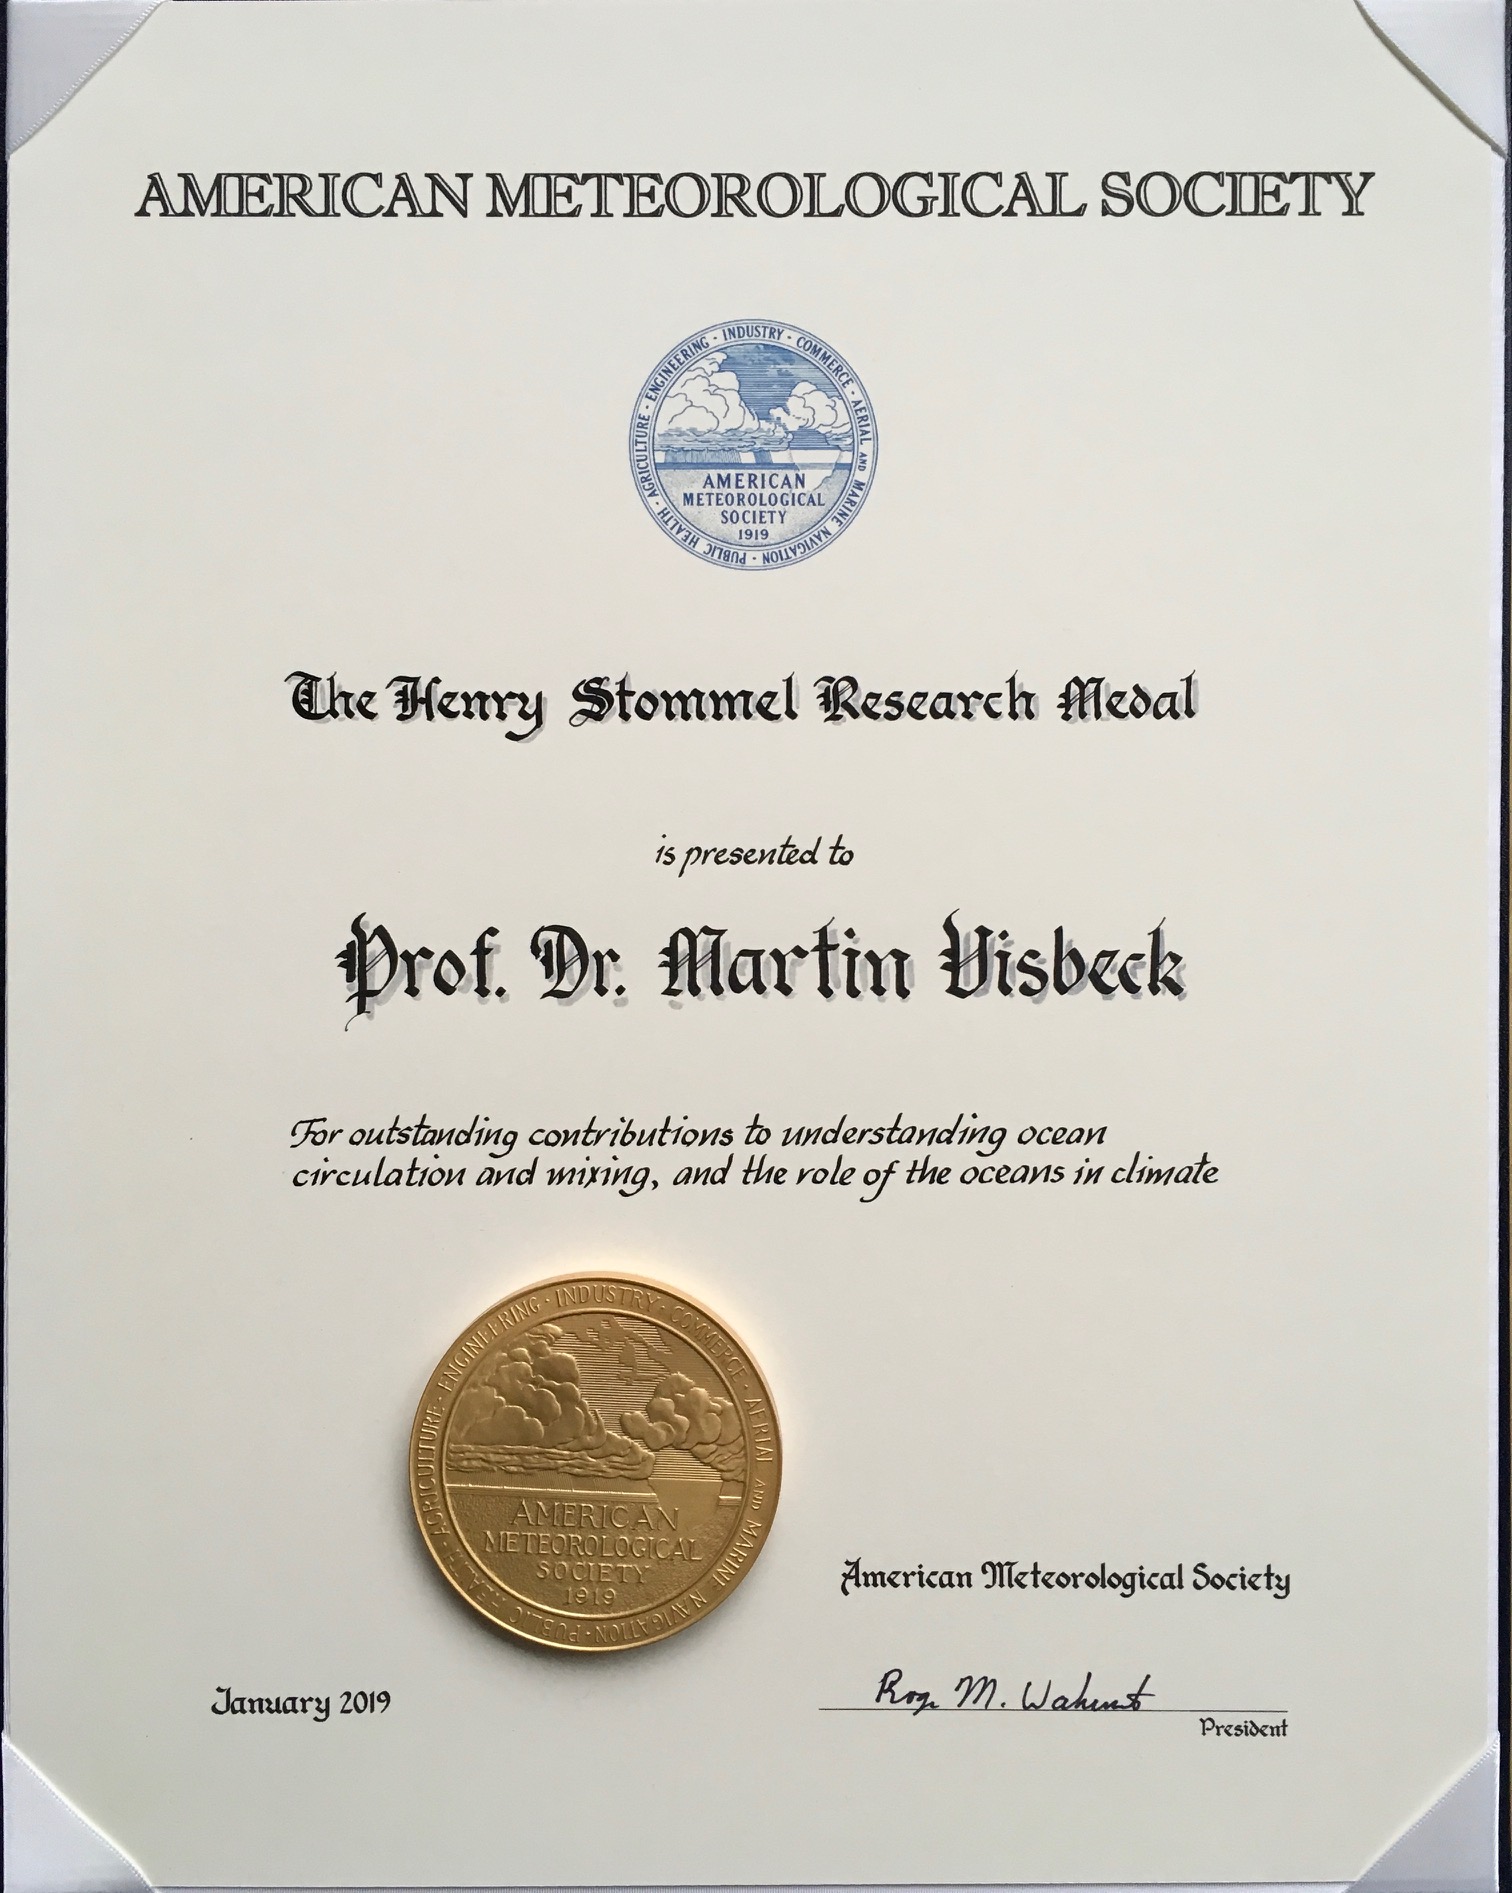 AMERICAN METEOROLOGICAL SOCIETY
AGRICULTURE · ENGINEERING · INDUSTRY · COMMERCE · AERIAL AND MARINE NAVIGATION · PUBLIC HEALTH ·
AMERICAN
METEOROLOGICAL
SOCIETY
1919
The Henry Stommel Research Medal
is presented to
Prof. Dr. Martin Visbeck
For outstanding contributions to understanding ocean
circulation and mixing, and the role of the oceans in climate
AGRICULTURE · ENGINEERING · INDUSTRY · COMMERCE · AERIAL AND MARINE NAVIGATION · PUBLIC HEALTH ·
AMERICAN
METEOROLOGICAL
SOCIETY
1919
American Meteorological Society
January 2019
Roger M. Wakimoto
President